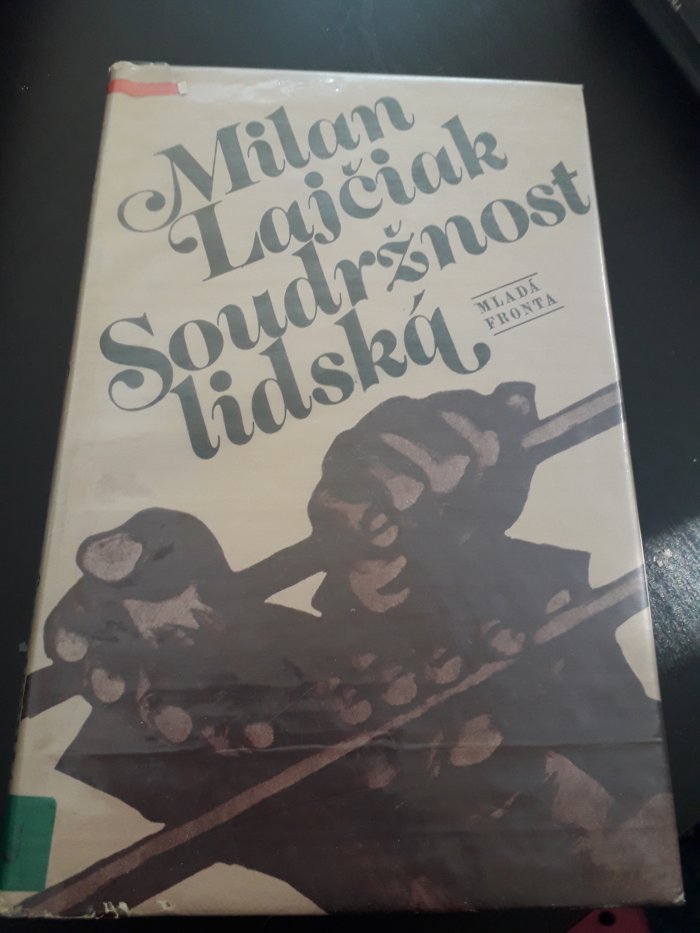 Milan
Lajčiak
Soudržnost
lidská
MLADÁ
FRONTA